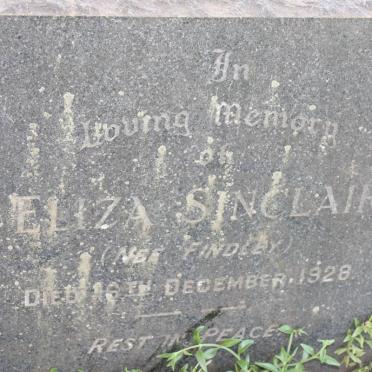 In
Loving Memory
of
ELIZA SINCLAIR
(NEE FINDLEY)
DIED 16TH DECEMBER. 1928
REST IN PEACE